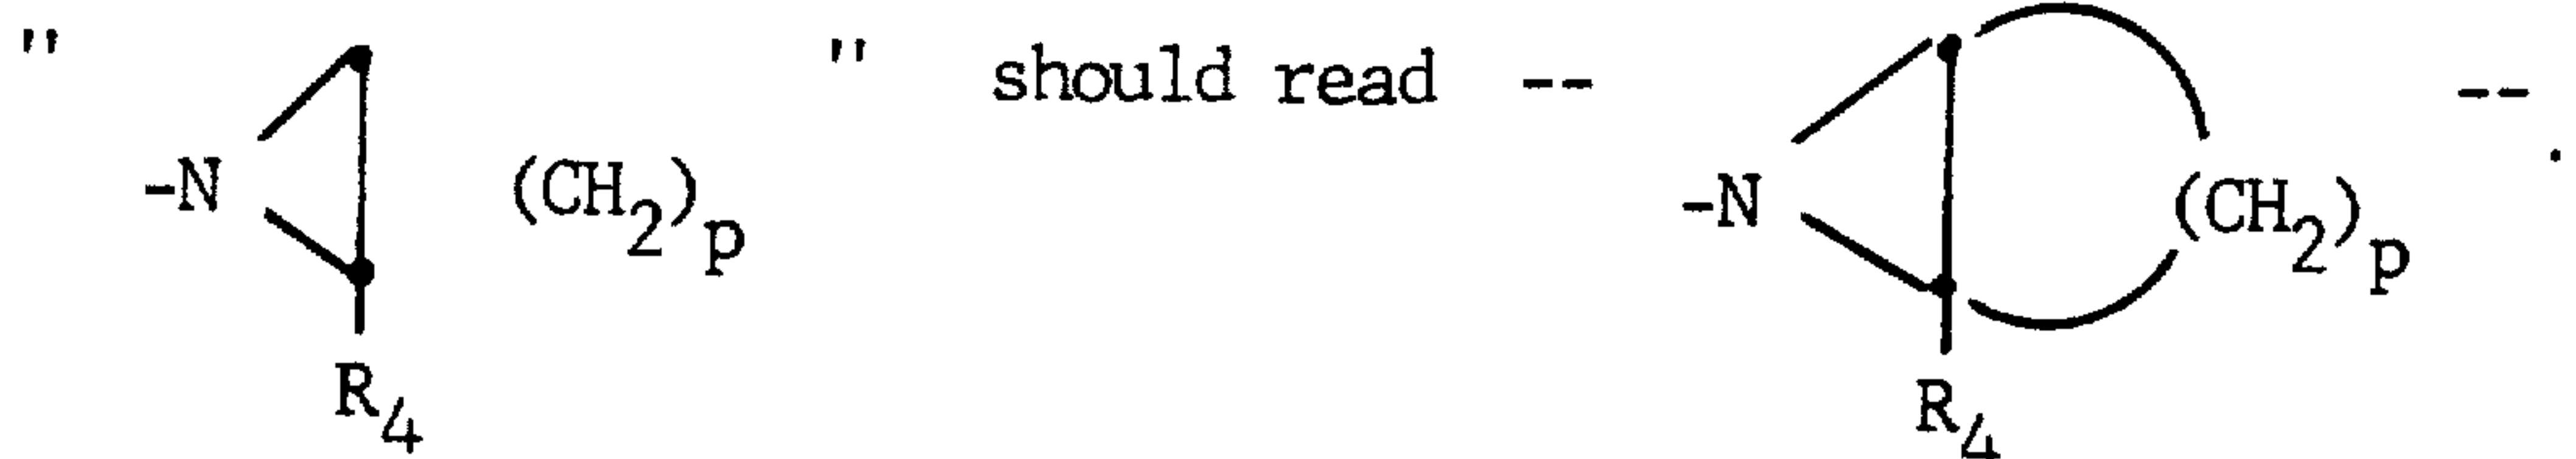 " " should read -- --.
-N (CH2)p -N (CH2)p
R4 R4